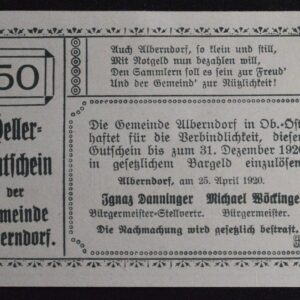 50
Heller-
Gutschein
DER
Gemeinde
Alberndorf.
Auch Alberndorf, so klein und still,
Mit Notgeld nun bezahlen will,
Den Sammlern soll es sein zur Freud'
Und der Gemeind' zur Nützlichkeit!
Die Gemeinde Alberndorf in Ob.-Öst
haftet für die Verbindlichkeit, diesen
Gutschein bis zum 31. Dezember 1920
in gesetzlichem Bargeld einzulösen
Alberndorf, am 25. April 1920.
Ignaz Danninger Michael Wöckinger
Bürgermeister-Stellvertr. Bürgermeister.
Die Nachmachung wird gesetzlich bestraft.